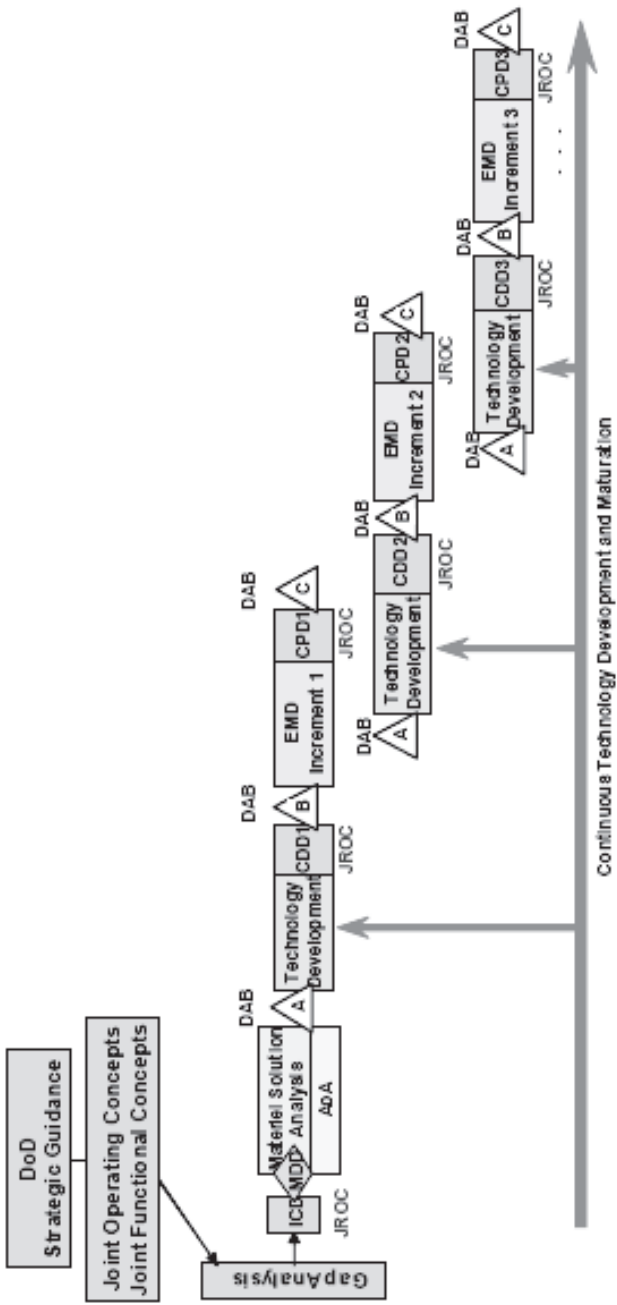 DoD
Strategic Guidance
Joint Operating Concepts
Joint Functional Concepts
Gap Analysis
ICD
JROC
MDD
Materiel Solution
Analysis
AoA
DAB
A
Technology
Development
CDD1
JROC
DAB
B
EMD
Increment 1
CPD1
JROC
DAB
C
DAB
A
Technology
Development
CDD2
JROC
DAB
B
EMD
Increment 2
CPD2
JROC
DAB
C
DAB
A
Technology
Development
CDD3
JROC
DAB
B
EMD
Increment 3
CPD3
JROC
DAB
C
. . .
Continuous Technology Development and Maturation